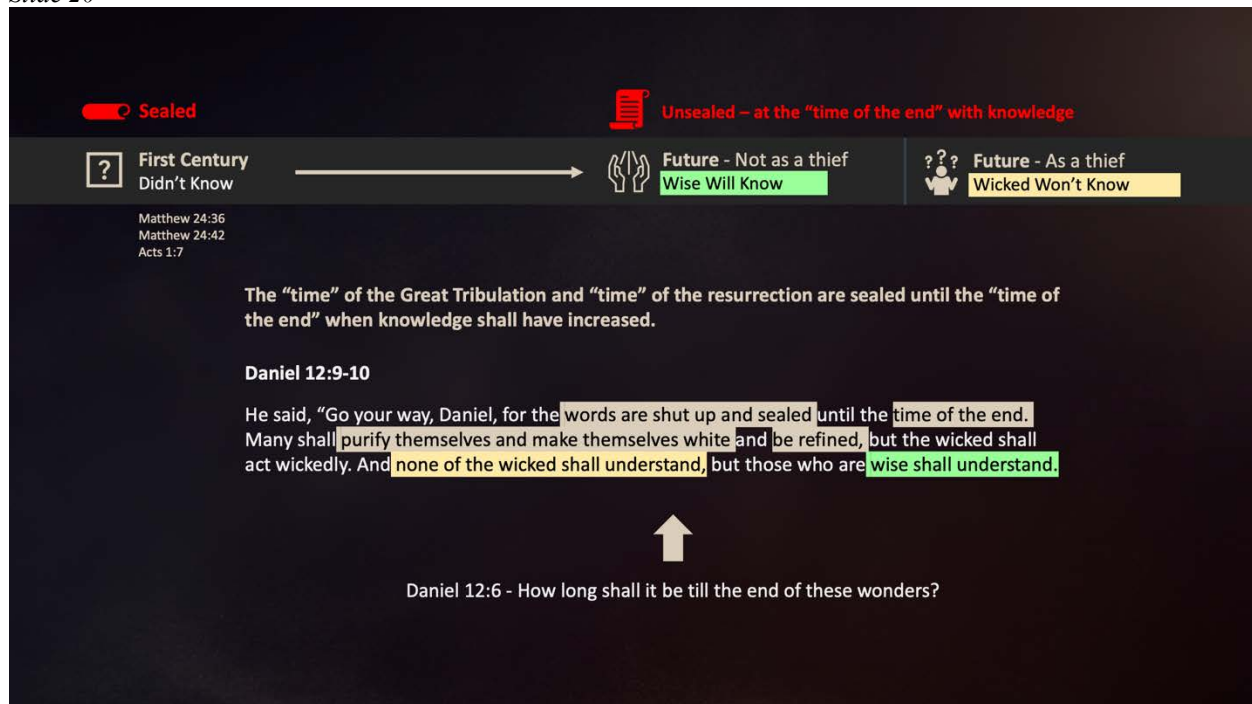 Sealed
Unsealed – at the “time of the end” with knowledge
?
First Century
Didn’t Know
Future - Not as a thief
Wise Will Know
???
Future - As a thief
Wicked Won’t Know
Matthew 24:36
Matthew 24:42
Acts 1:7
The “time” of the Great Tribulation and “time” of the resurrection are sealed until the “time of
the end” when knowledge shall have increased.
Daniel 12:9-10
He said, “Go your way, Daniel, for the words are shut up and sealed until the time of the end.
Many shall purify themselves and make themselves white and be refined, but the wicked shall
act wickedly. And none of the wicked shall understand, but those who are wise shall understand.
Daniel 12:6 - How long shall it be till the end of these wonders?